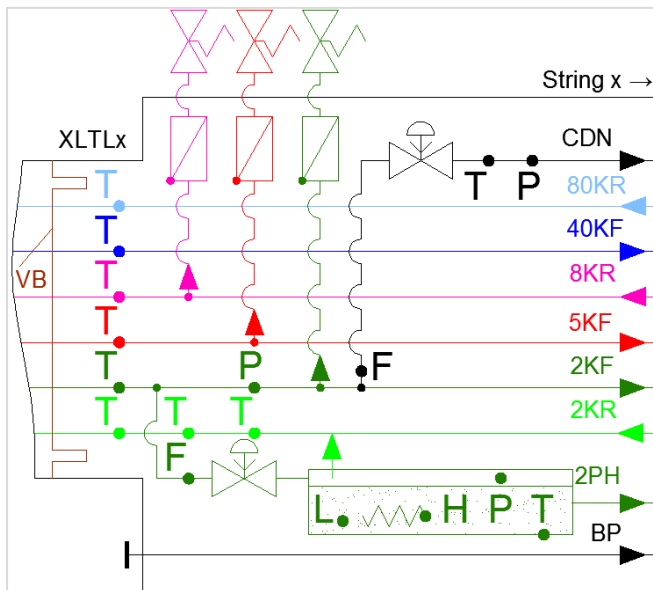 String x →
XLTLx
CDN
T P
T 80KR
40KF
T
VB
T 8KR
T 5KF
T P F 2KF
T T T 2KR
F
2PH
L H P T
BP